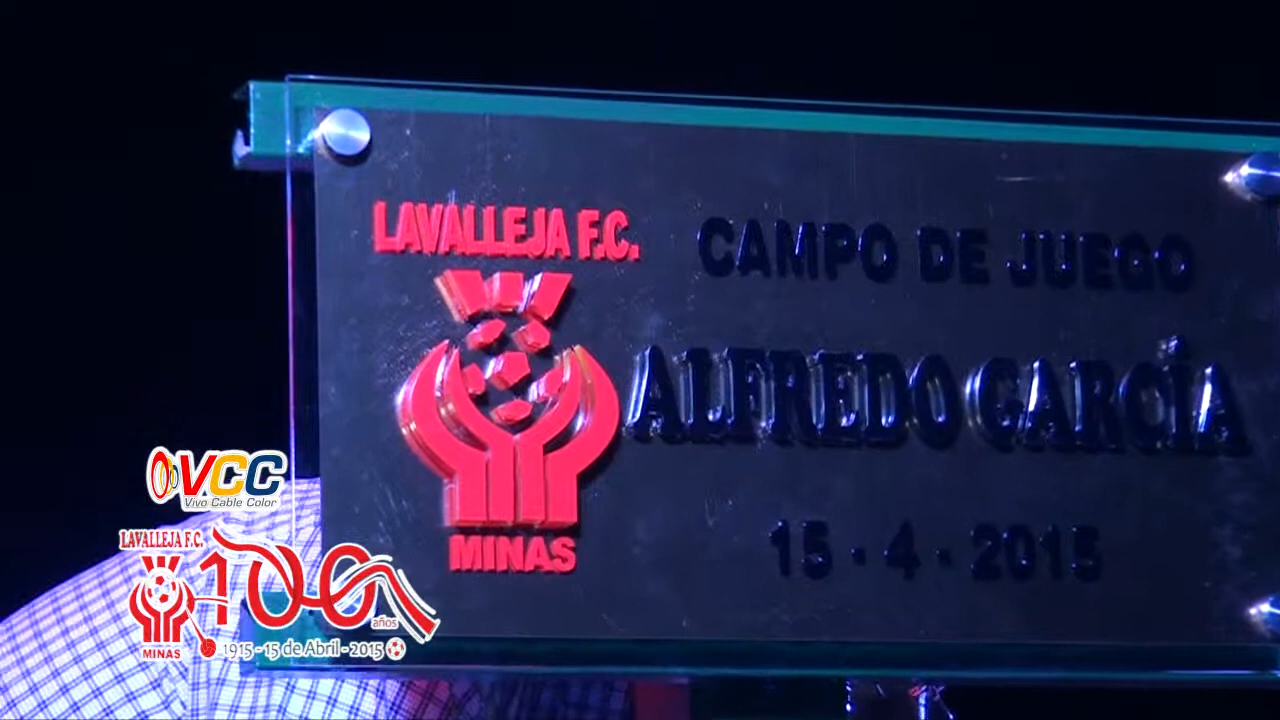 LAVALLEJA F.C.
CAMPO DE JUEGO
ALFREDO GARCÍA
15 - 4 - 2015
MINAS
VCC
Vivo Cable Color
LAVALLEJA F.C.
100
años
MINAS
1915 - 15 de Abril - 2015